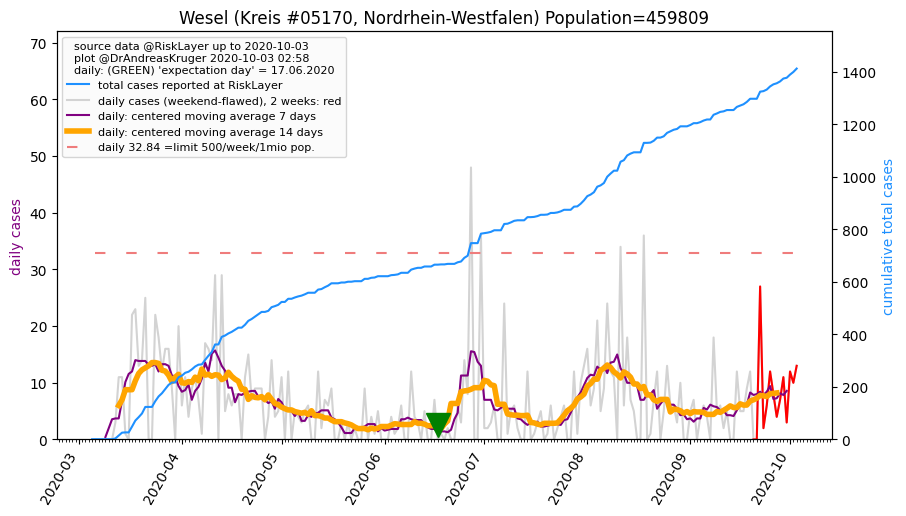 Wesel (Kreis #05170, Nordrhein-Westfalen) Population=459809
source data @RiskLayer up to 2020-10-03
plot @DrAndreasKruger 2020-10-03 02:58
daily: (GREEN) 'expectation day' = 17.06.2020
total cases reported at RiskLayer
daily cases (weekend-flawed), 2 weeks: red
daily: centered moving average 7 days
daily: centered moving average 14 days
daily 32.84 =limit 500/week/1mio pop.
daily cases
70
60
50
40
30
20
10
0
cumulative total cases
1400
1200
1000
800
600
400
200
0
2020-03
2020-04
2020-05
2020-06
2020-07
2020-08
2020-09
2020-10